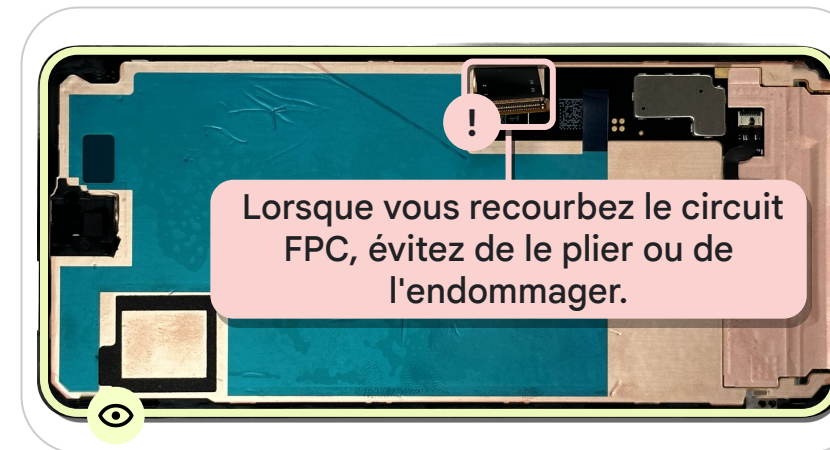 !
Lorsque vous recourbez le circuit
FPC, évitez de le plier ou de
l'endommager.